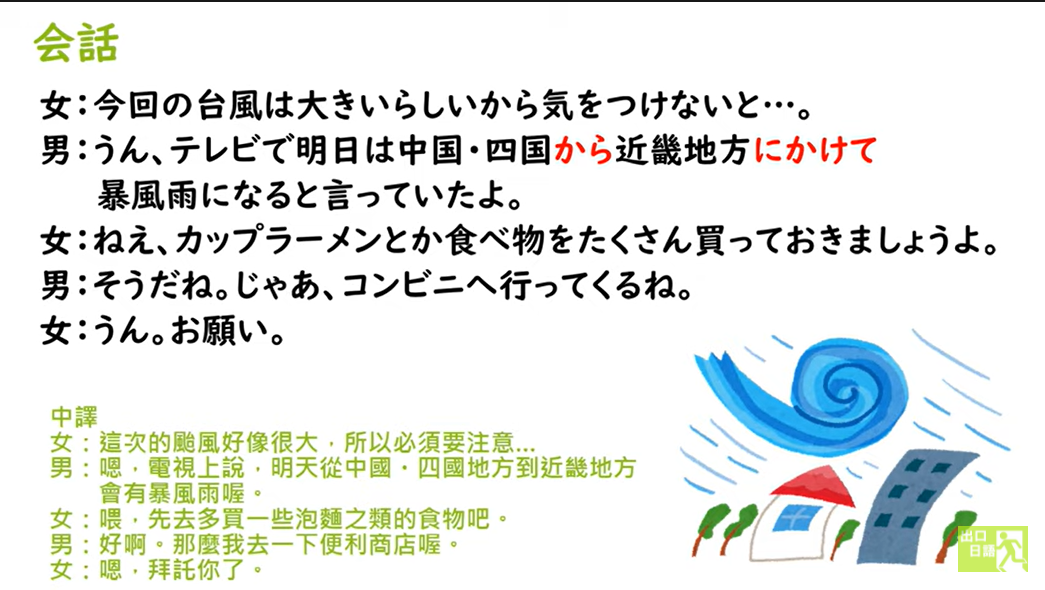 会話
女：今回の台風は大きいらしいから気をつけないと…。
男：うん、テレビで明日は中国・四国から近畿地方にかけて
暴風雨になると言っていたよ。
女：ねえ、カップラーメンとか食べ物をたくさん買っておきましょうよ。
男：そうだね。じゃあ、コンビニへ行ってくるね。
女：うん。お願い。
中譯
女：這次的颱風好像很大，所以必須要注意...
男：嗯，電視上說，明天從中國・四國地方到近畿地方
會有暴風雨喔。
女：喂，先去多買一些泡麵之類的食物吧。
男：好啊。那麼我去一下便利商店喔。
女：嗯，拜託你了。
出口
日語